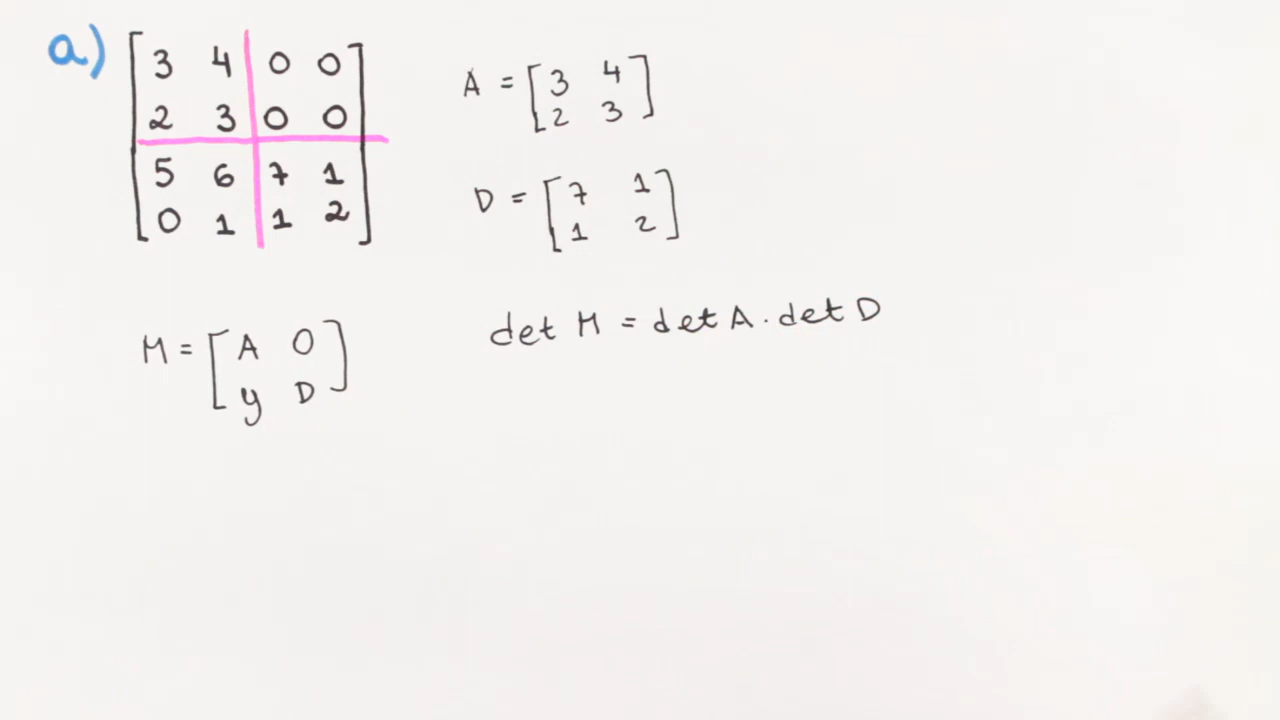 a) [3 4 0 0
2 3 0 0
5 6 7 1
0 1 1 2]
A = [3 4
2 3]
D = [7 1
1 2]
M = [A 0
y D]
det M = det A . det D